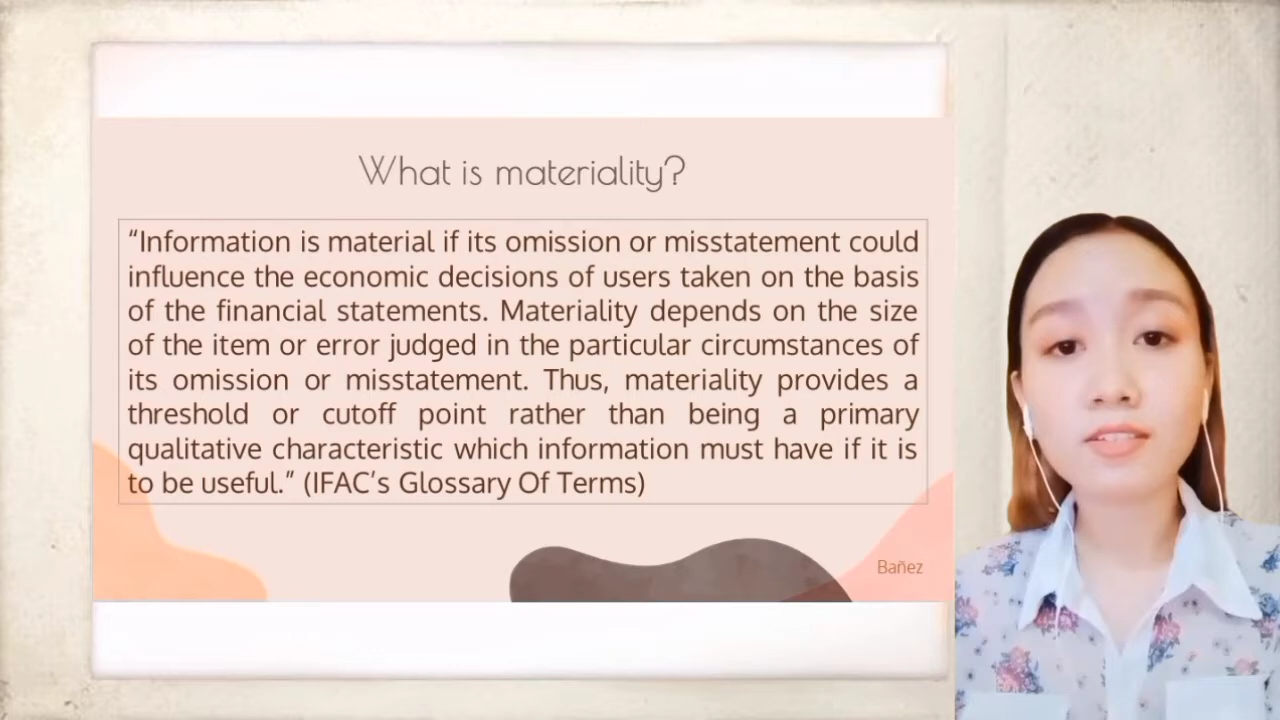 What is materiality?
“Information is material if its omission or misstatement could
influence the economic decisions of users taken on the basis
of the financial statements. Materiality depends on the size
of the item or error judged in the particular circumstances of
its omission or misstatement. Thus, materiality provides a
threshold or cutoff point rather than being a primary
qualitative characteristic which information must have if it is
to be useful.” (IFAC’s Glossary Of Terms)
Bañez